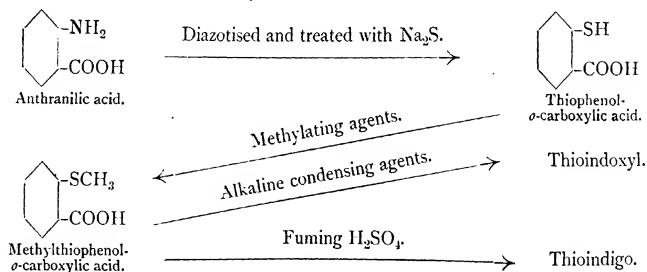 -NH₂
Diazotised and treated with Na₂S.
-SH
-COOH
-COOH
Anthranilic acid.
Thiophenol-
o-carboxylic acid.
Methylating agents.
-SCH₃
Alkaline condensing agents.
Thioindoxyl.
-COOH
Fuming H₂SO₄.
Methylthiophenol-
o-carboxylic acid.
Thioindigo.